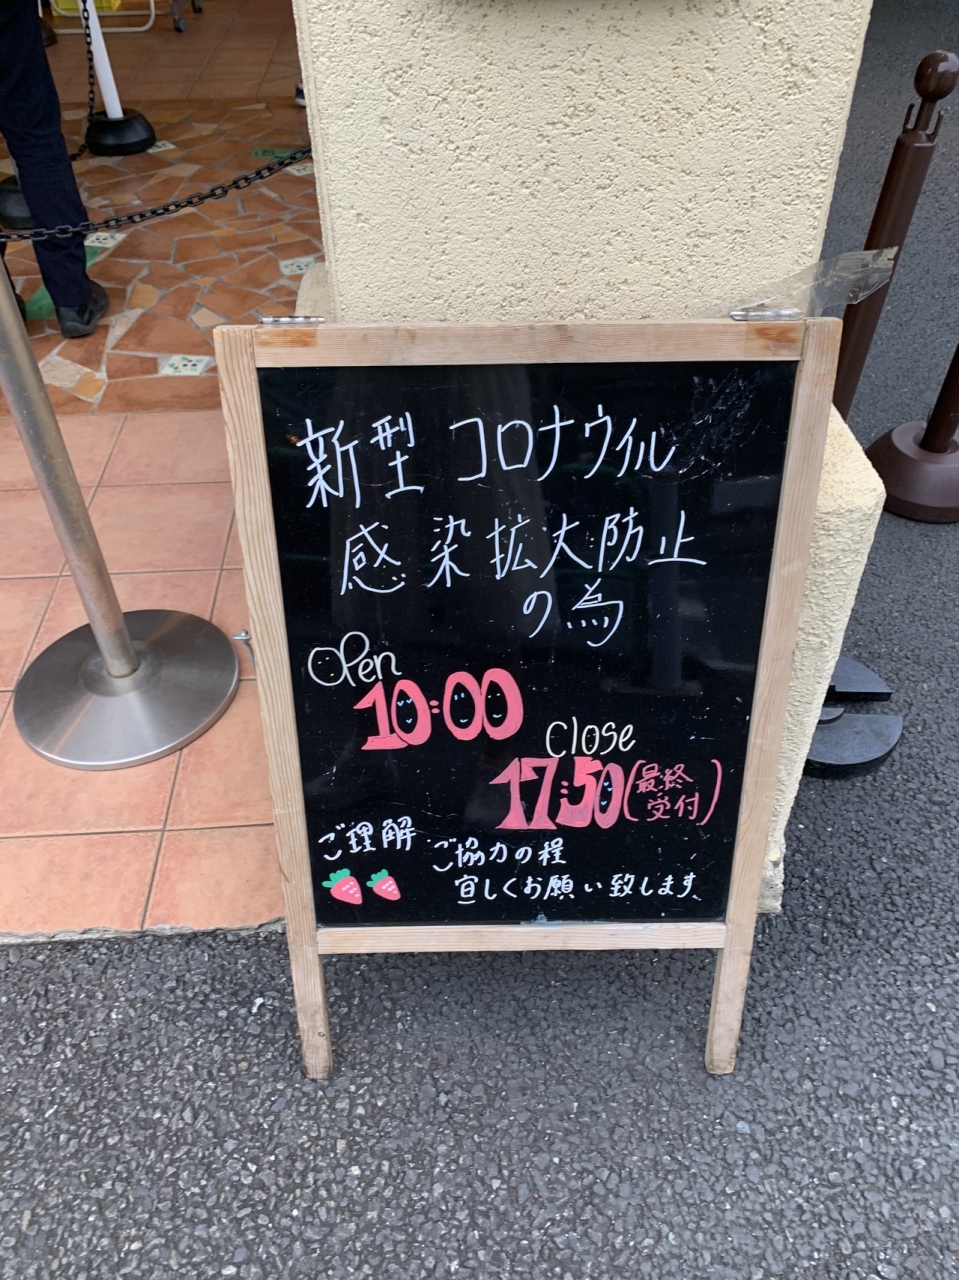 新型コロナウイル
感染拡大防止
の為
Open
10:00
Close
17:50(最終
受付)
ご理解
ご協力の程
宜しくお願い致します。